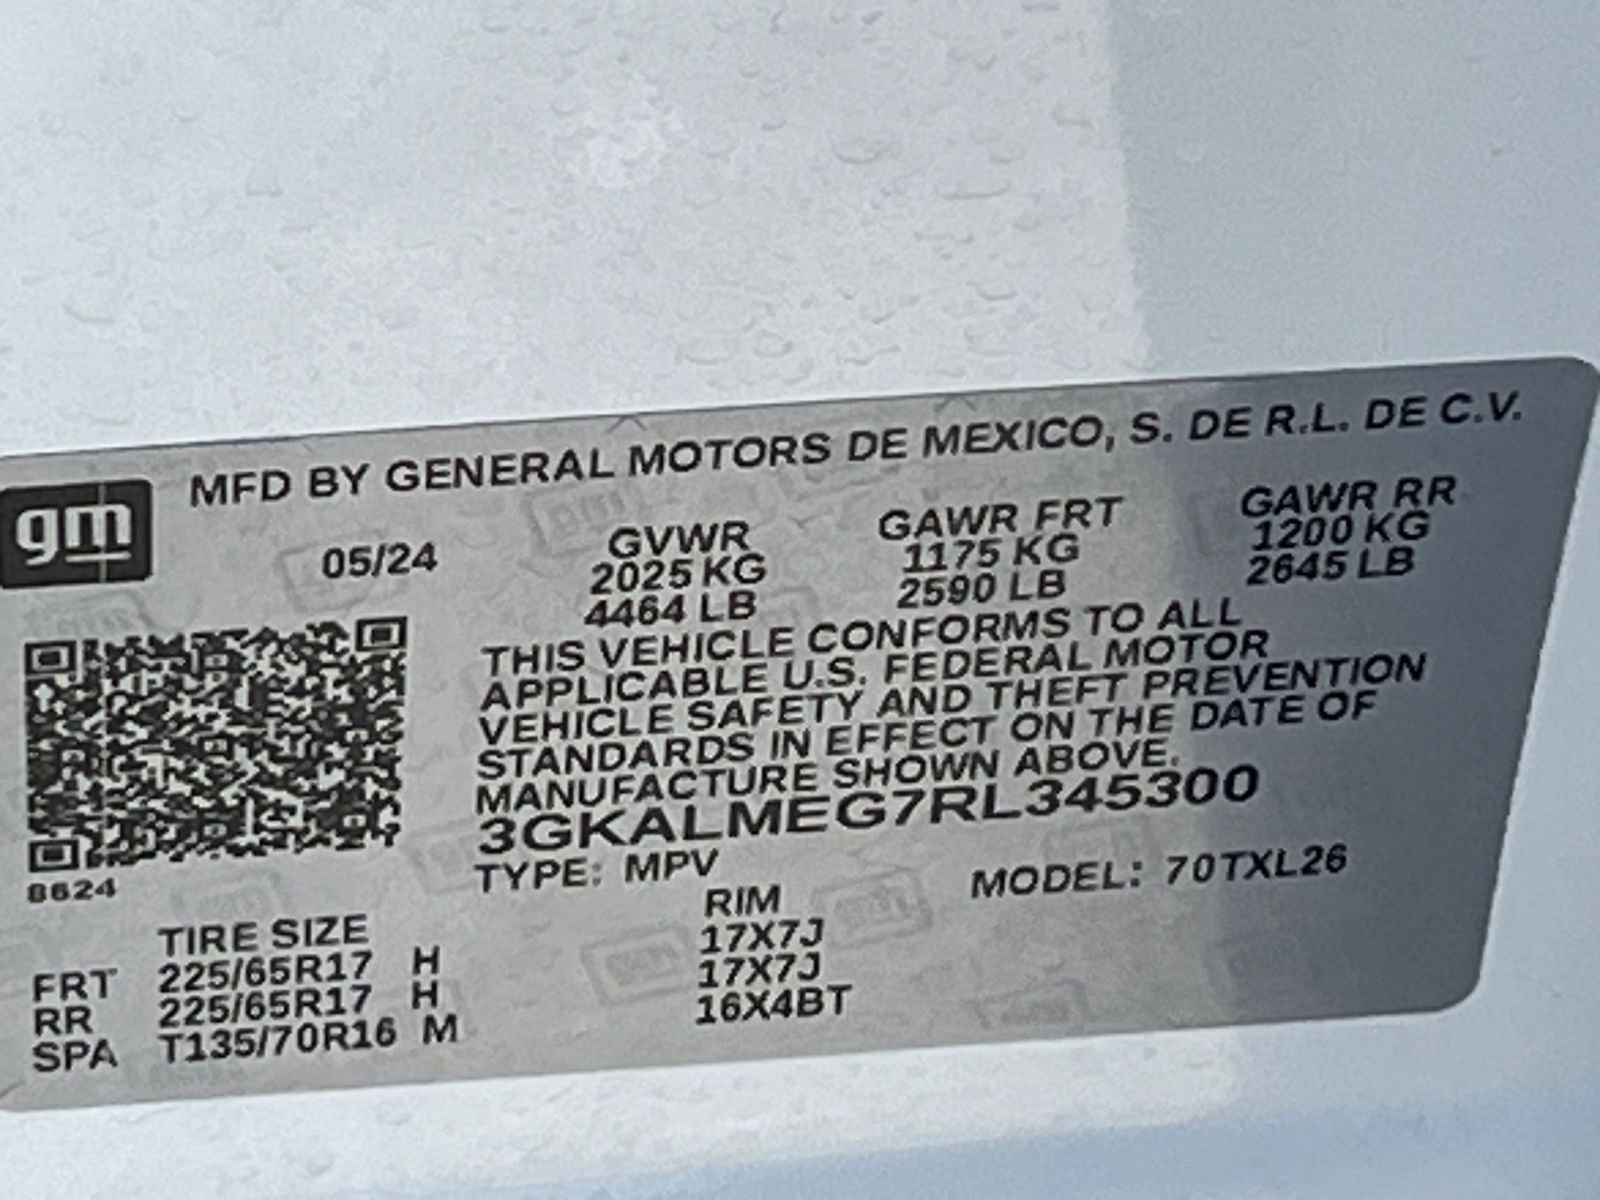 MFD BY GENERAL MOTORS DE MEXICO, S. DE R.L. DE C.V.
gm
05/24 GVWR GAWR FRT GAWR RR
2025 KG 1175 KG 1200 KG
4464 LB 2590 LB 2645 LB
THIS VEHICLE CONFORMS TO ALL
APPLICABLE U.S. FEDERAL MOTOR
VEHICLE SAFETY AND THEFT PREVENTION
STANDARDS IN EFFECT ON THE DATE OF
MANUFACTURE SHOWN ABOVE.
3GKALMEG7RL345300
8624
TYPE: MPV MODEL: 70TXL26
TIRE SIZE RIM
FRT 225/65R17 H 17X7J
RR 225/65R17 H 17X7J
SPA T135/70R16 M 16X4BT